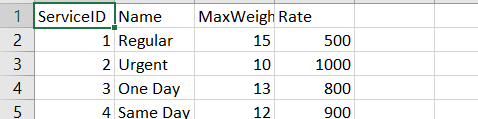 1 ServiceID Name MaxWeigh Rate
2 1 Regular 15 500
3 2 Urgent 10 1000
4 3 One Day 13 800
5 4 Same Day 12 900